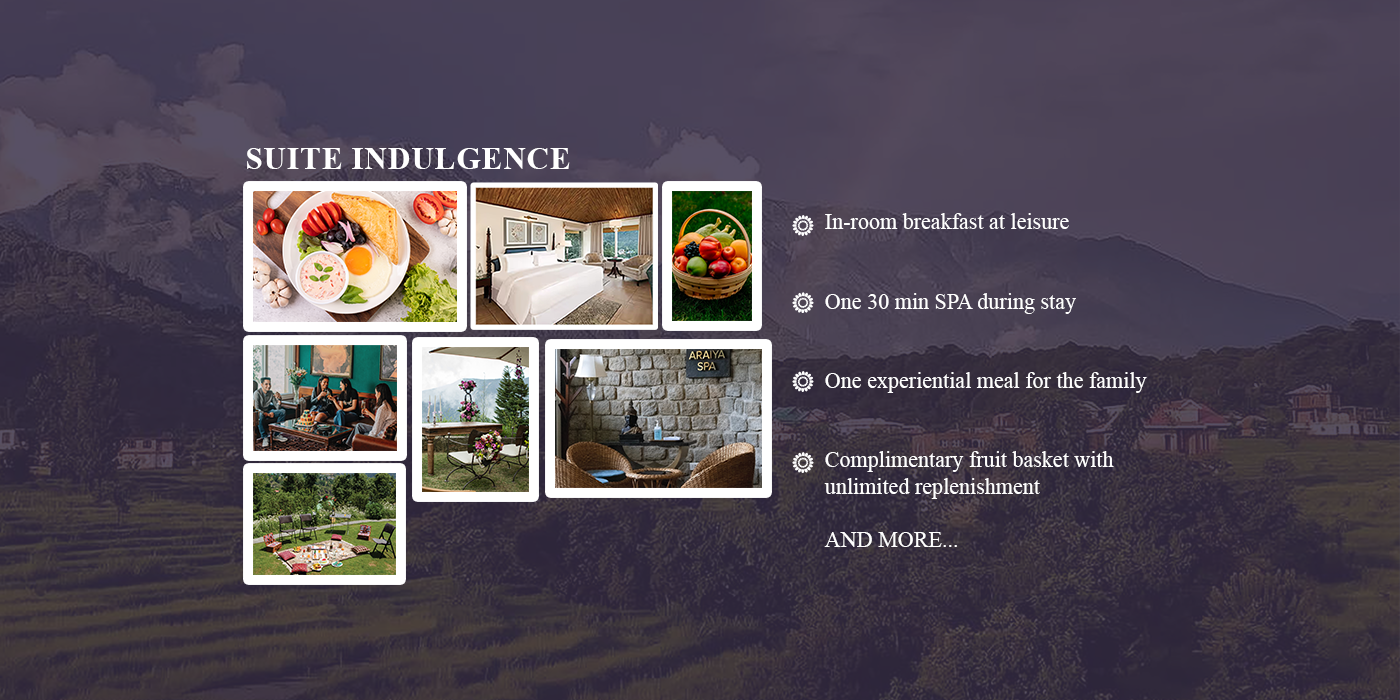 SUITE INDULGENCE
In-room breakfast at leisure
One 30 min SPA during stay
One experiential meal for the family
Complimentary fruit basket with
unlimited replenishment
AND MORE...
ARAIYA
SPA